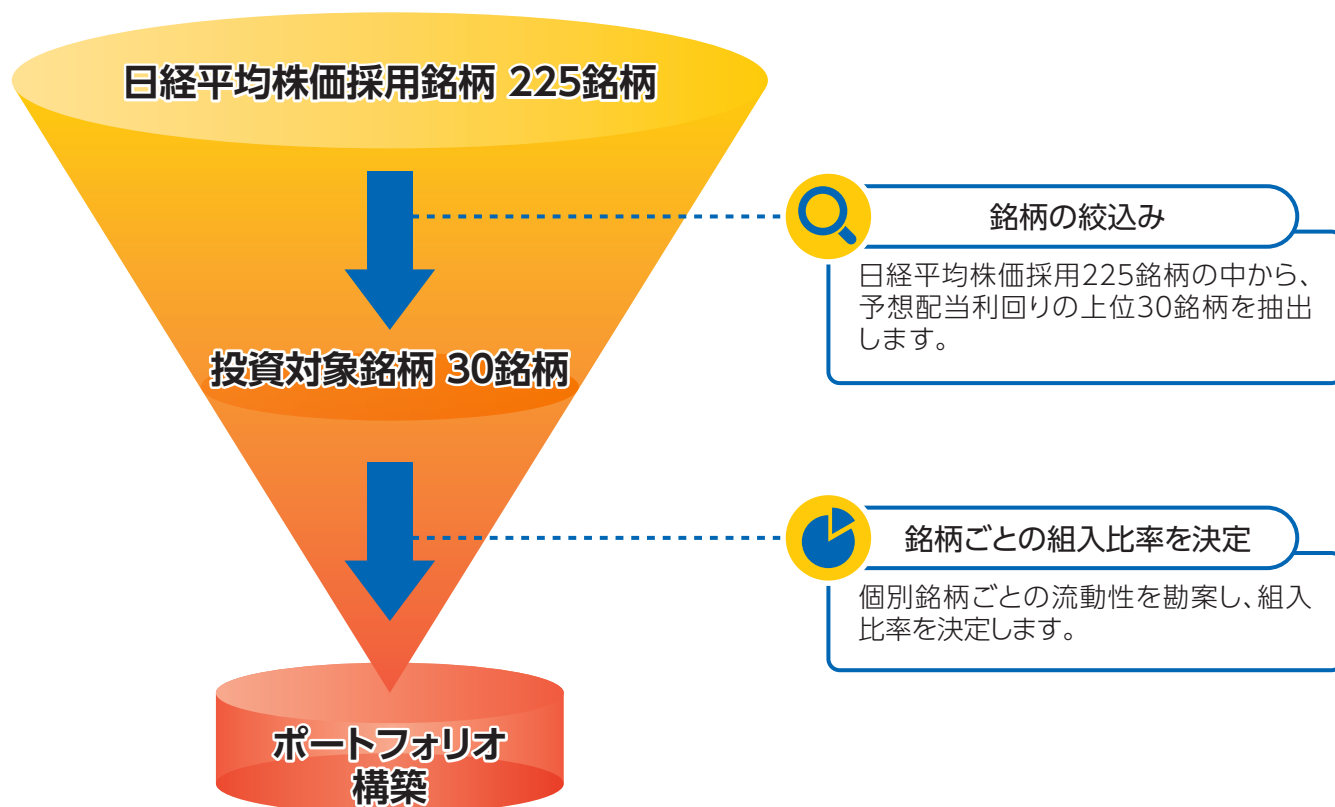 日経平均株価採用銘柄 225銘柄
銘柄の絞込み
日経平均株価採用225銘柄の中から、
予想配当利回りの上位30銘柄を抽出
します。
投資対象銘柄 30銘柄
銘柄ごとの組入比率を決定
個別銘柄ごとの流動性を勘案し、組入
比率を決定します。
ポートフォリオ
構築